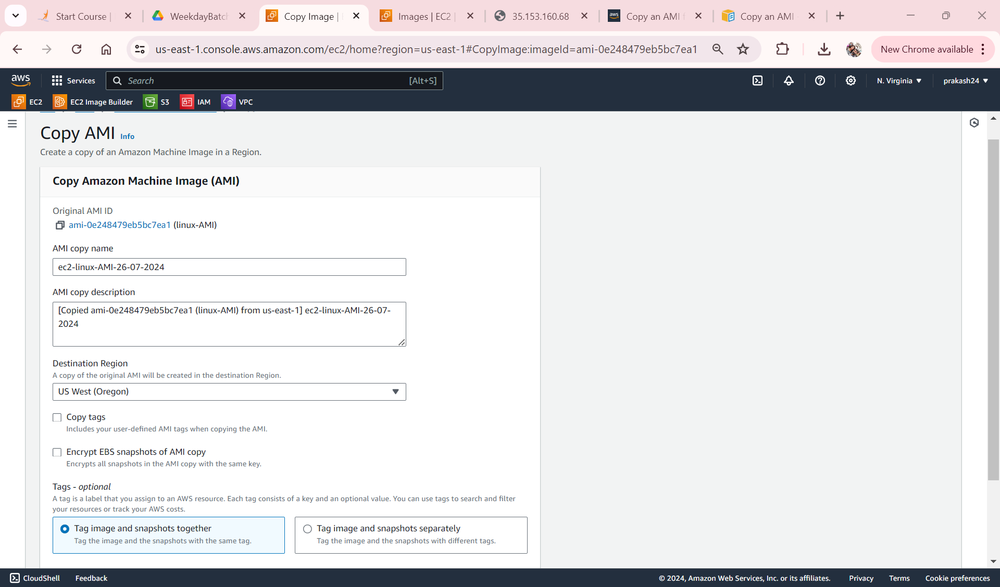 Start Course |
WeekdayBatch
Copy Image |
Images | EC2 |
35.153.160.68
Copy an AMI
Copy an AMI
us-east-1.console.aws.amazon.com/ec2/home?region=us-east-1#CopyImage:imageId=ami-0e248479eb5bc7ea1
New Chrome available
aws
Services
Search
[Alt+S]
N. Virginia
prakash24
EC2
EC2 Image Builder
S3
IAM
VPC
Copy AMI Info
Create a copy of an Amazon Machine Image in a Region.
Copy Amazon Machine Image (AMI)
Original AMI ID
ami-0e248479eb5bc7ea1 (linux-AMI)
AMI copy name
ec2-linux-AMI-26-07-2024
AMI copy description
[Copied ami-0e248479eb5bc7ea1 (linux-AMI) from us-east-1] ec2-linux-AMI-26-07-
2024
Destination Region
A copy of the original AMI will be created in the destination Region.
US West (Oregon)
Copy tags
Includes your user-defined AMI tags when copying the AMI.
Encrypt EBS snapshots of AMI copy
Encrypts all snapshots in the AMI copy with the same key.
Tags - optional
A tag is a label that you assign to an AWS resource. Each tag consists of a key and an optional value. You can use tags to search and filter
your resources or track your AWS costs.
Tag image and snapshots together
Tag the image and the snapshots with the same tag.
Tag image and snapshots separately
Tag the image and the snapshots with different tags.
CloudShell
Feedback
© 2024, Amazon Web Services, Inc. or its affiliates.
Privacy
Terms
Cookie preferences